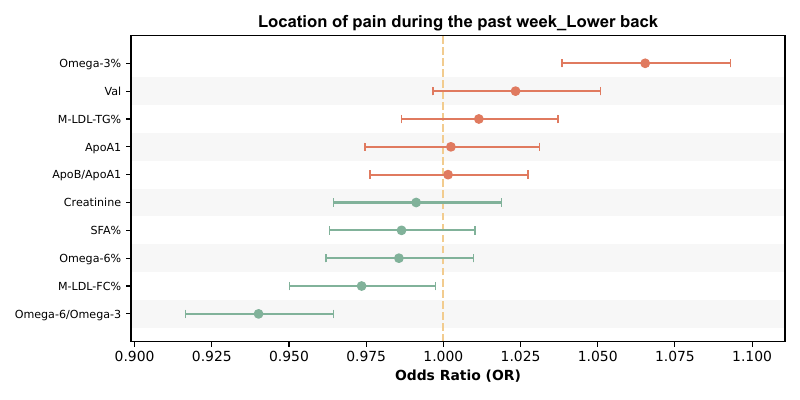 Location of pain during the past week_Lower back
Omega-3%
Val
M-LDL-TG%
ApoA1
ApoB/ApoA1
Creatinine
SFA%
Omega-6%
M-LDL-FC%
Omega-6/Omega-3
0.900 0.925 0.950 0.975 1.000 1.025 1.050 1.075 1.100
Odds Ratio (OR)